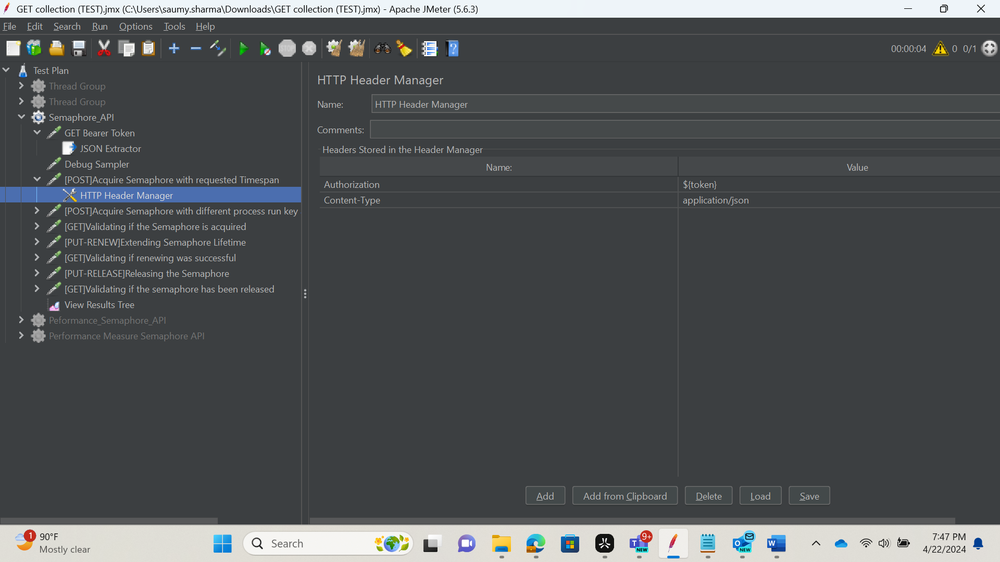 GET collection (TEST).jmx (C:\Users\saumy.sharma\Downloads\GET collection (TEST).jmx) - Apache JMeter (5.6.3)
File Edit Search Run Options Tools Help
STOP
00:00:04 0 0/1
Test Plan
Thread Group
Thread Group
Semaphore_API
GET Bearer Token
JSON Extractor
Debug Sampler
[POST]Acquire Semaphore with requested Timespan
HTTP Header Manager
[POST]Acquire Semaphore with different process run key
[GET]Validating if the Semaphore is acquired
[PUT-RENEW]Extending Semaphore Lifetime
[GET]Validating if renewing was successful
[PUT-RELEASE]Releasing the Semaphore
[GET]Validating if the semaphore has been released
View Results Tree
Peformance_Semaphore_API
Performance Measure Semaphore API
HTTP Header Manager
Name: HTTP Header Manager
Comments:
Headers Stored in the Header Manager
Name: Value
Authorization ${token}
Content-Type application/json
Add Add from Clipboard Delete Load Save
1 90°F
Mostly clear
Search
T 9+ NEW
O NEW
W
7:47 PM
4/22/2024